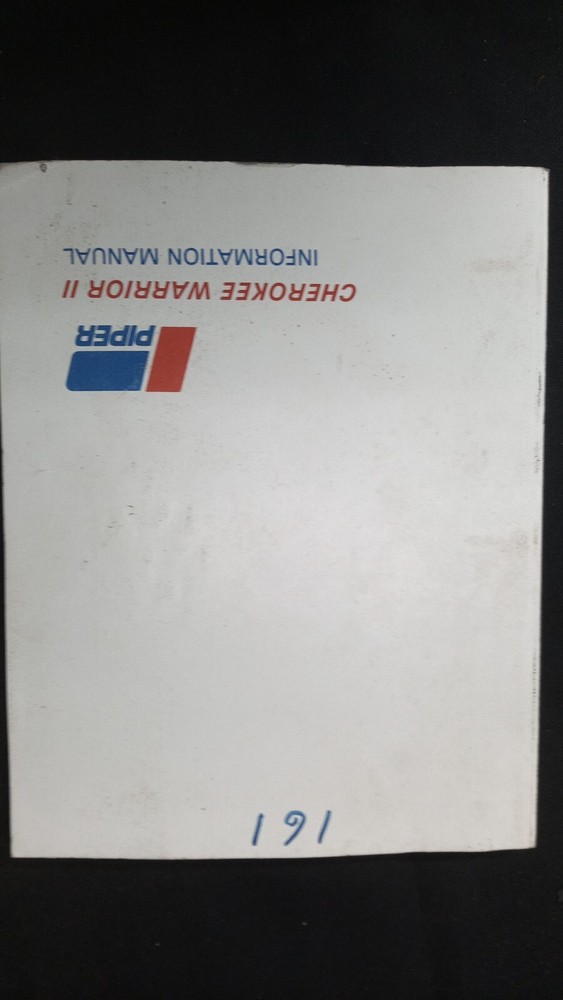 161
PIPER
CHEROKEE WARRIOR II
INFORMATION MANUAL